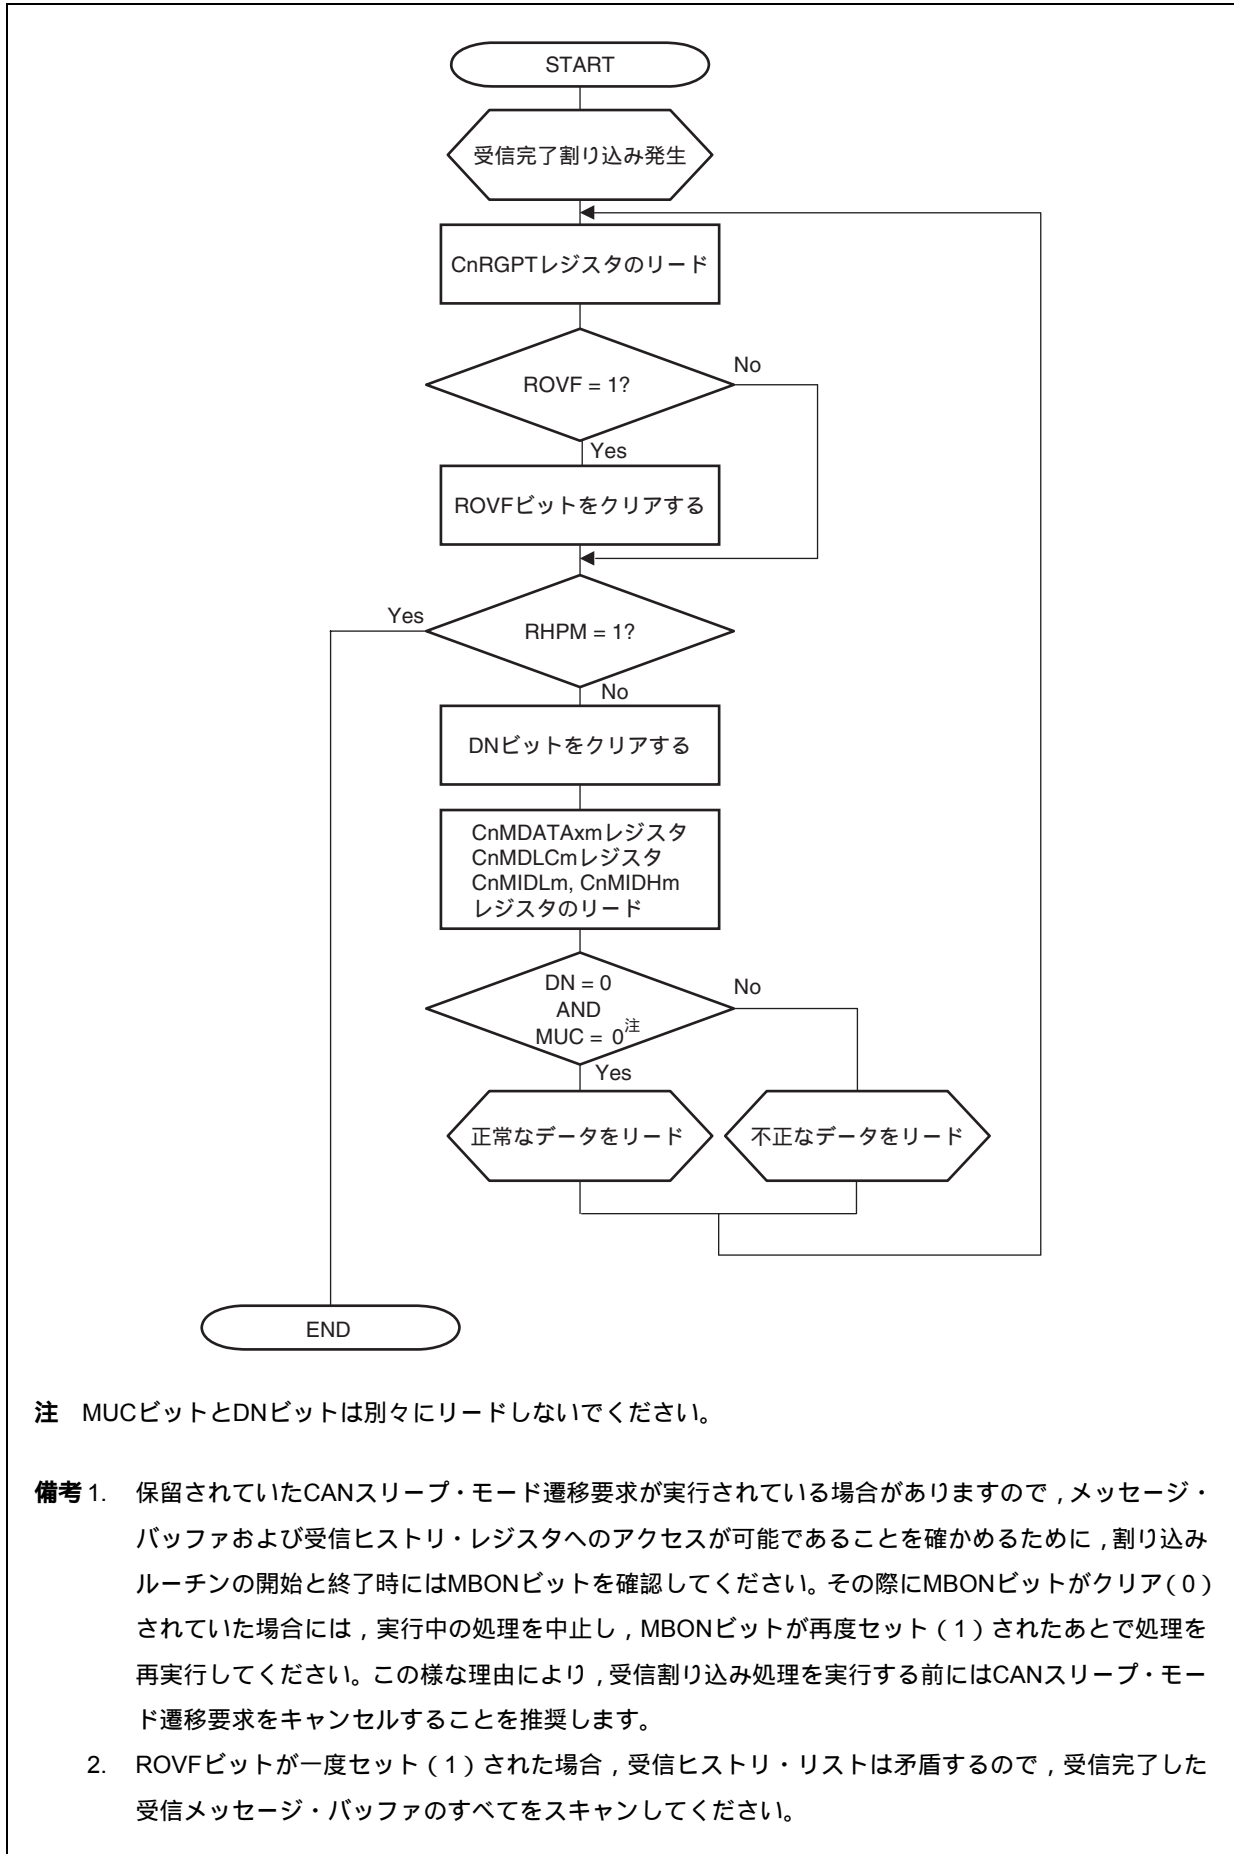 START
受信完了割り込み発生
CnRGPTレジスタのリード
ROVF = 1?
No
Yes
ROVFビットをクリアする
Yes
RHPM = 1?
No
DNビットをクリアする
CnMDATAxmレジスタ
CnMDLCmレジスタ
CnMIDLm, CnMIDHm
レジスタのリード
DN = 0
AND
MUC = 0注
No
Yes
正常なデータをリード
不正なデータをリード
END
注 MUCビットとDNビットは別々にリードしないでください。
備考 1. 保留されていたCANスリープ・モード遷移要求が実行されている場合がありますので，メッセージ・
バッファおよび受信ヒストリ・レジスタへのアクセスが可能であることを確かめるために，割り込み
ルーチンの開始と終了時にはMBONビットを確認してください。その際にMBONビットがクリア（0）
されていた場合には，実行中の処理を中止し，MBONビットが再度セット（1）されたあとで処理を
再実行してください。この様な理由により，受信割り込み処理を実行する前にはCANスリープ・モー
ド遷移要求をキャンセルすることを推奨します。
2. ROVFビットが一度セット（1）された場合，受信ヒストリ・リストは矛盾するので，受信完了した
受信メッセージ・バッファのすべてをスキャンしてください。